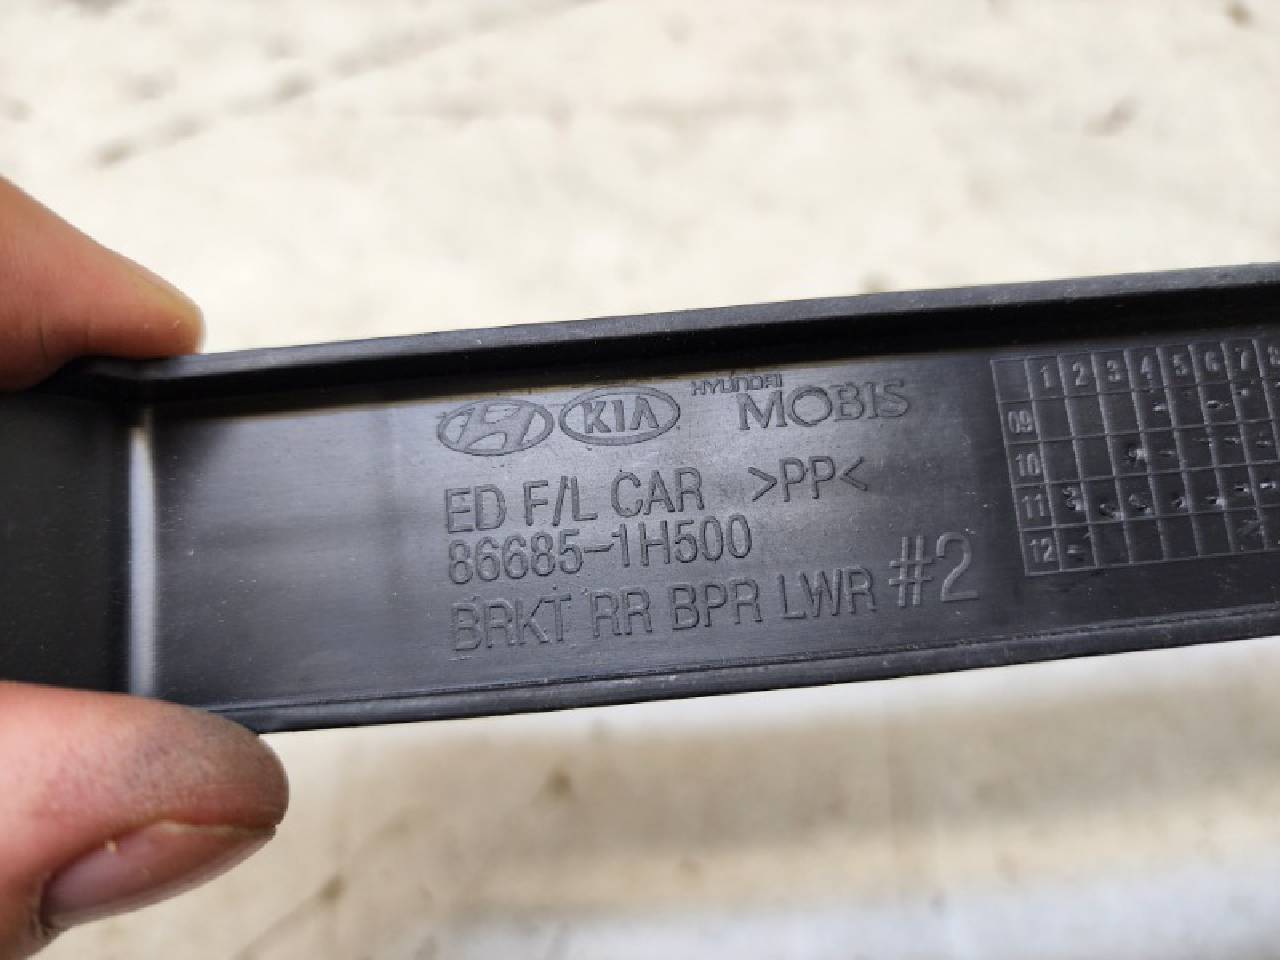 KIA HYUNDAI MOBIS
ED F/L CAR >PP<
86685-1H500
BRKT RR BPR LWR #2
1 2 3 4 5 6 7 8
09
10
11
12